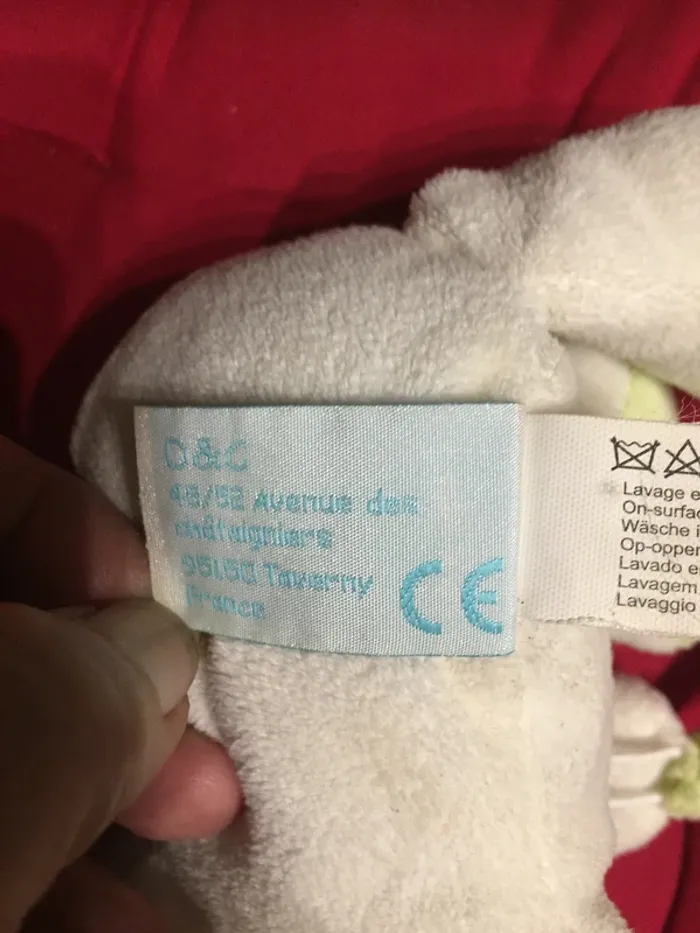 D&C
48/52 Avenue des
châtaigniers
95150 Taverny
France
CE
Lavage e
On-surfac
Wäsche i
Op-opper
Lavado e
Lavagem
Lavaggio